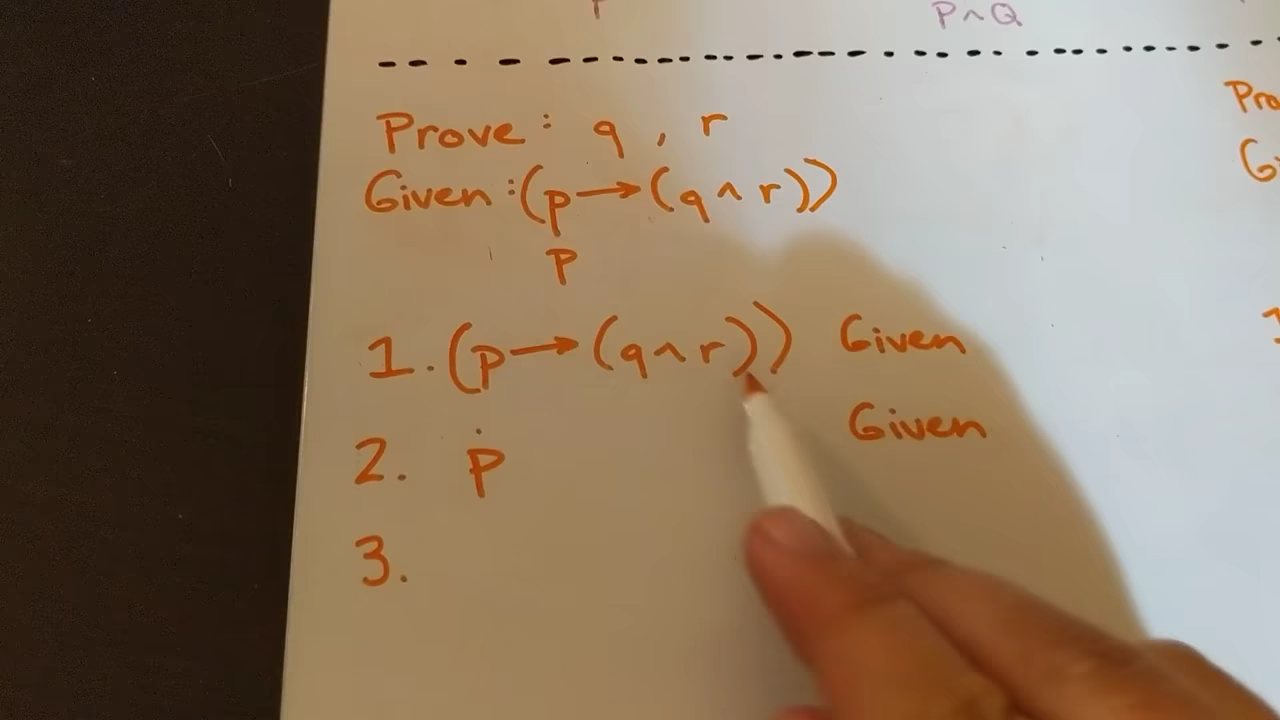 P∧Q
Prove: q, r
Given: (p→(q∧r))
p
1. (p→(q∧r)) Given
2. p Given
3.